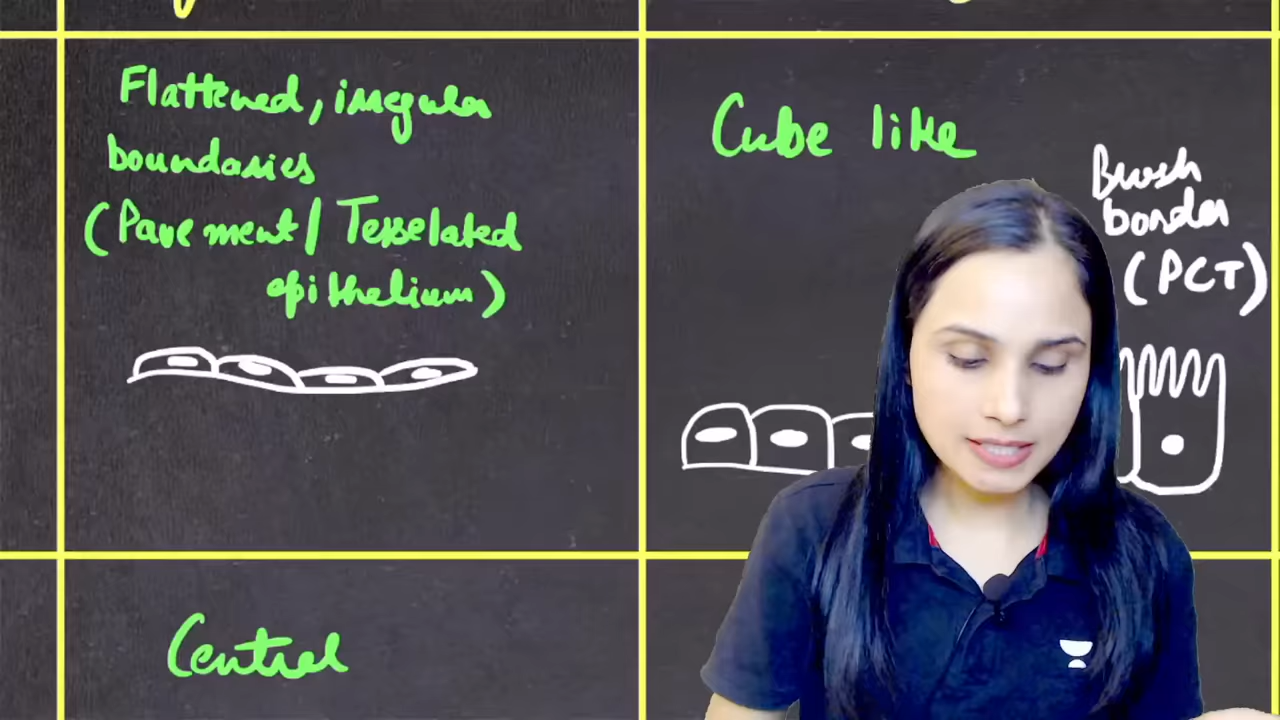 Flattened, irregular
boundaries
(Pavement/Tesselated
epithelium)
Cube like
Brush
border
(PCT)
Central